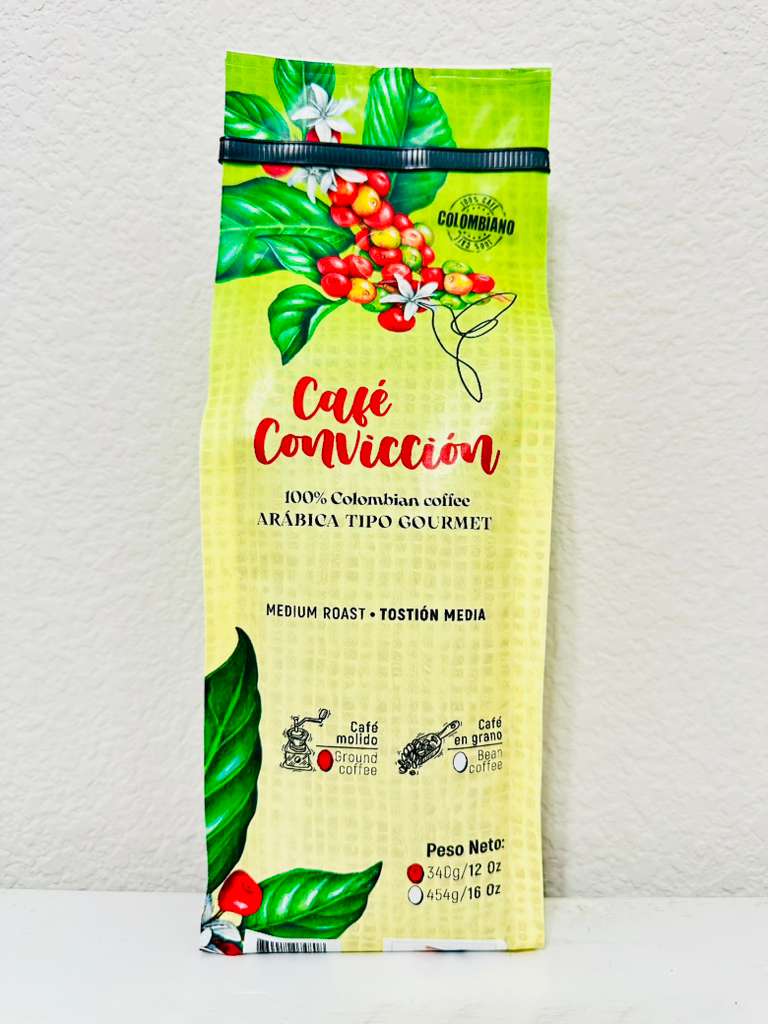 100% CAFÉ
COLOMBIANO
Café
Convicción
100% Colombian coffee
ARÁBICA TIPO GOURMET
MEDIUM ROAST • TOSTIÓN MEDIA
Café
molido
Ground
coffee
Café
en grano
Bean
coffee
Peso Neto:
340g/12 Oz
454g/16 Oz